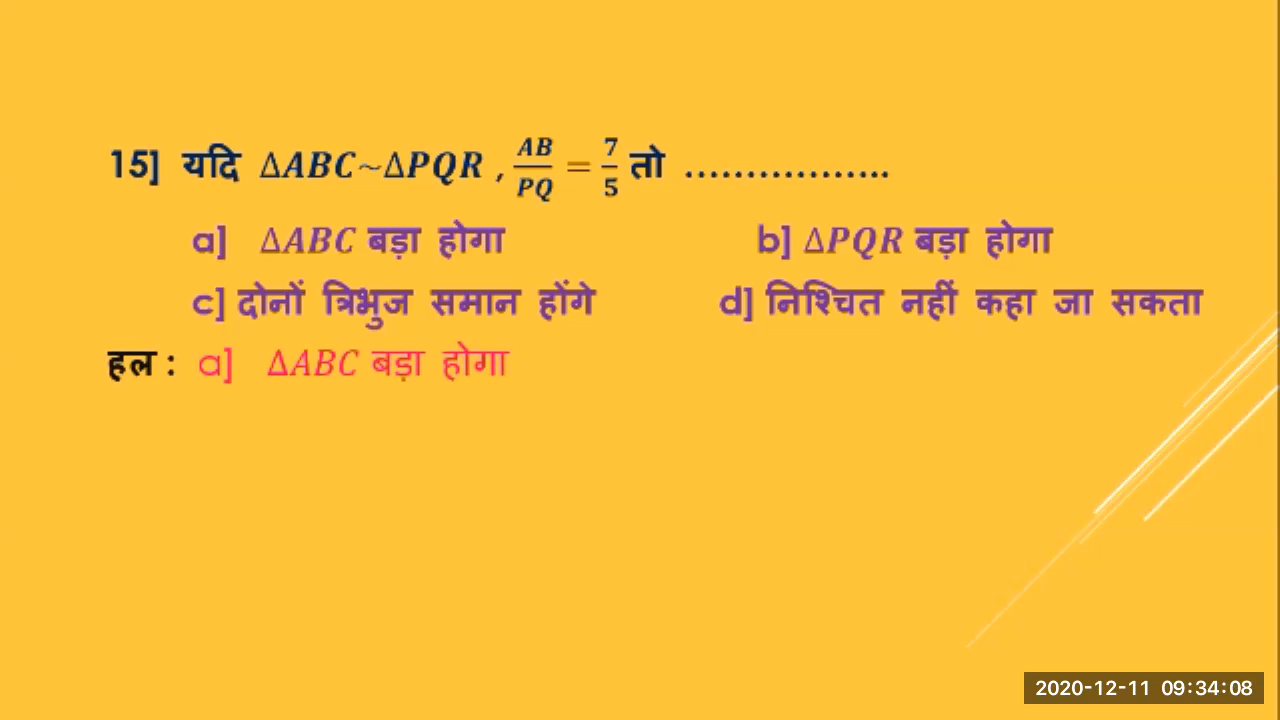 15] यदि ΔABC~ΔPQR , AB/PQ = 7/5 तो .................
a] ΔABC बड़ा होगा b] ΔPQR बड़ा होगा
c] दोनों त्रिभुज समान होंगे d] निश्चित नहीं कहा जा सकता
हल : a] ΔABC बड़ा होगा
2020-12-11 09:34:08